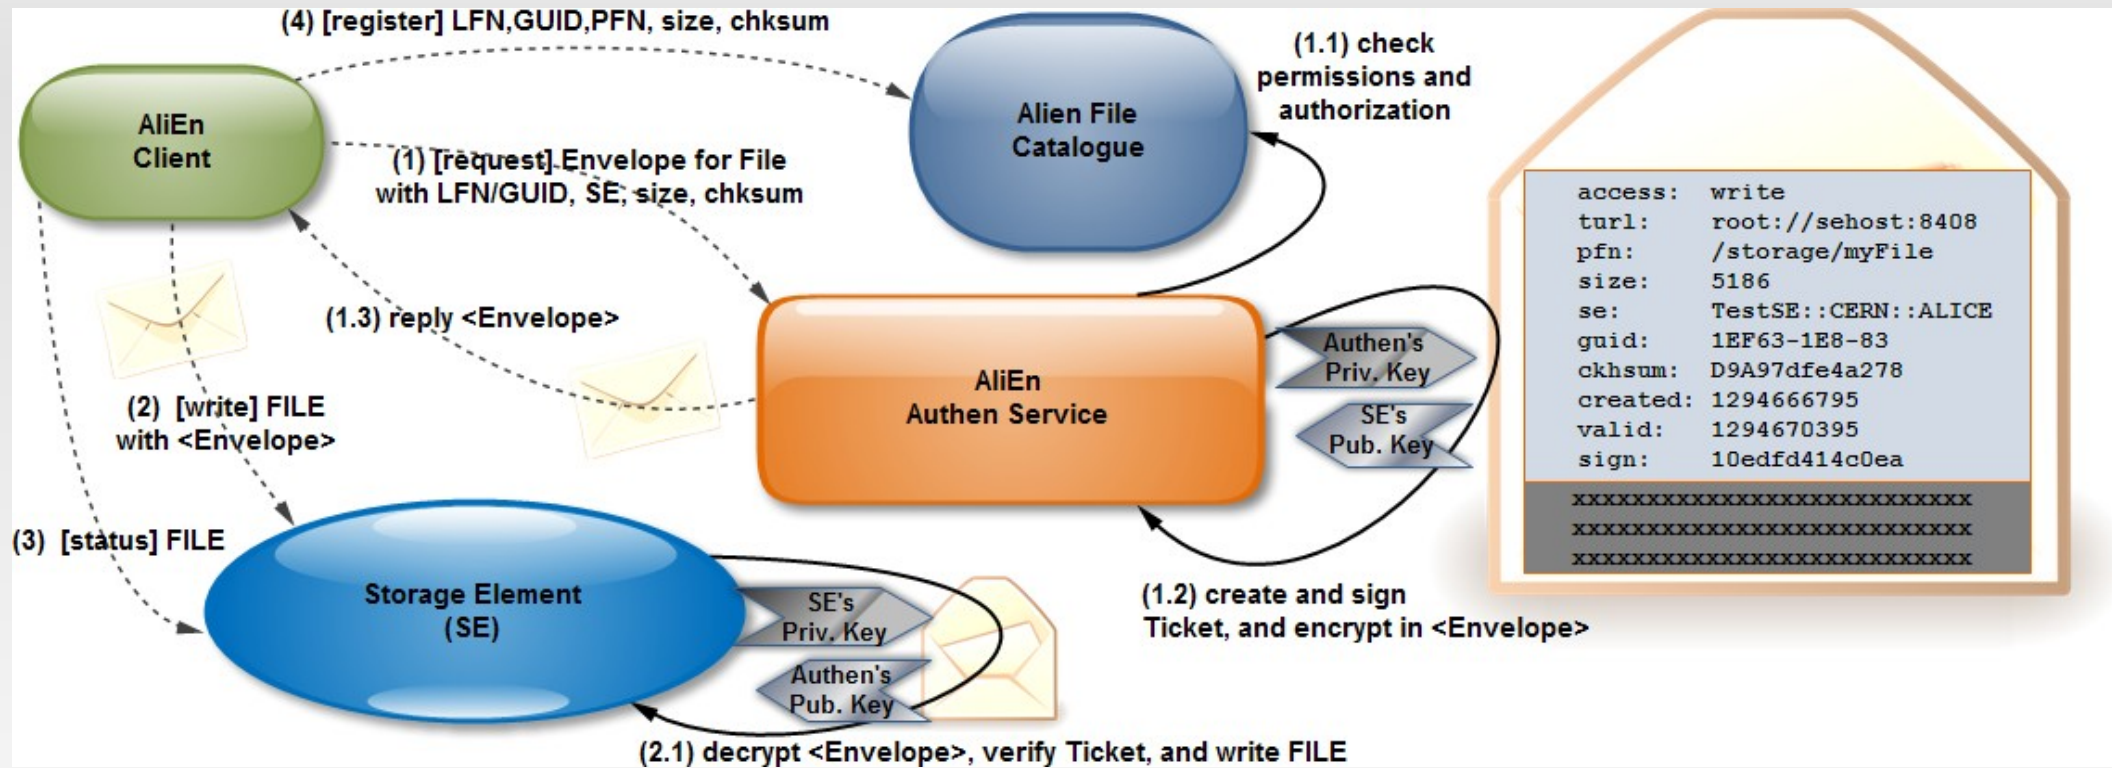 (4) [register] LFN,GUID,PFN, size, chksum
AliEn
Client
Alien File
Catalogue
(1.1) check
permissions and
authorization
(1) [request] Envelope for File
with LFN/GUID, SE, size, chksum
(1.3) reply <Envelope>
AliEn
Authen Service
Authen's
Priv. Key
SE's
Pub. Key
(2) [write] FILE
with <Envelope>
(3) [status] FILE
Storage Element
(SE)
SE's
Priv. Key
Authen's
Pub. Key
(1.2) create and sign
Ticket, and encrypt in <Envelope>
(2.1) decrypt <Envelope>, verify Ticket, and write FILE
access: write
turl: root://sehost:8408
pfn: /storage/myFile
size: 5186
se: TestSE::CERN::ALICE
guid: 1EF63-1E8-83
ckhsum: D9A97dfe4a278
created: 1294666795
valid: 1294670395
sign: 10edfd414c0ea
xxxxxxxxxxxxxxxxxxxxxxxxxxx
xxxxxxxxxxxxxxxxxxxxxxxxxxx
xxxxxxxxxxxxxxxxxxxxxxxxxxx